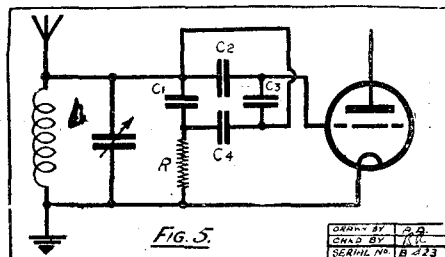 C2
C1
C3
C4
R
FIG. 5.
DRAWN BY
CHKD BY
SERIAL NO. B 423